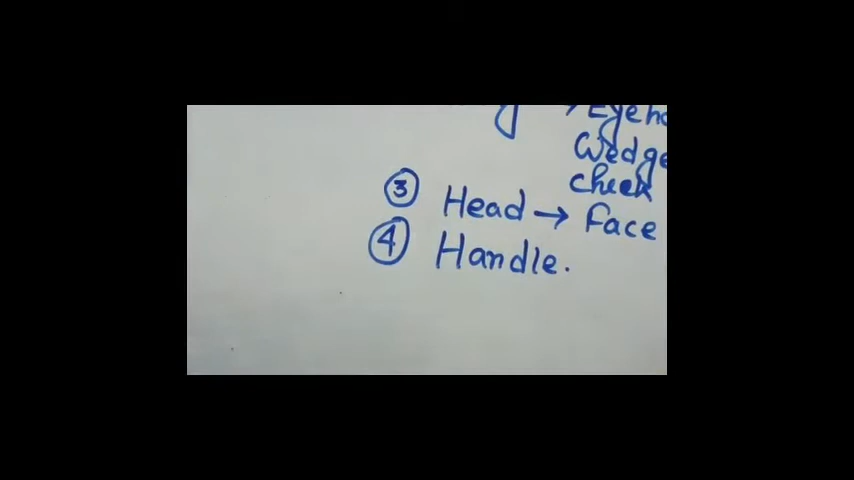 Wedge
cheek
③ Head → Face
④ Handle.